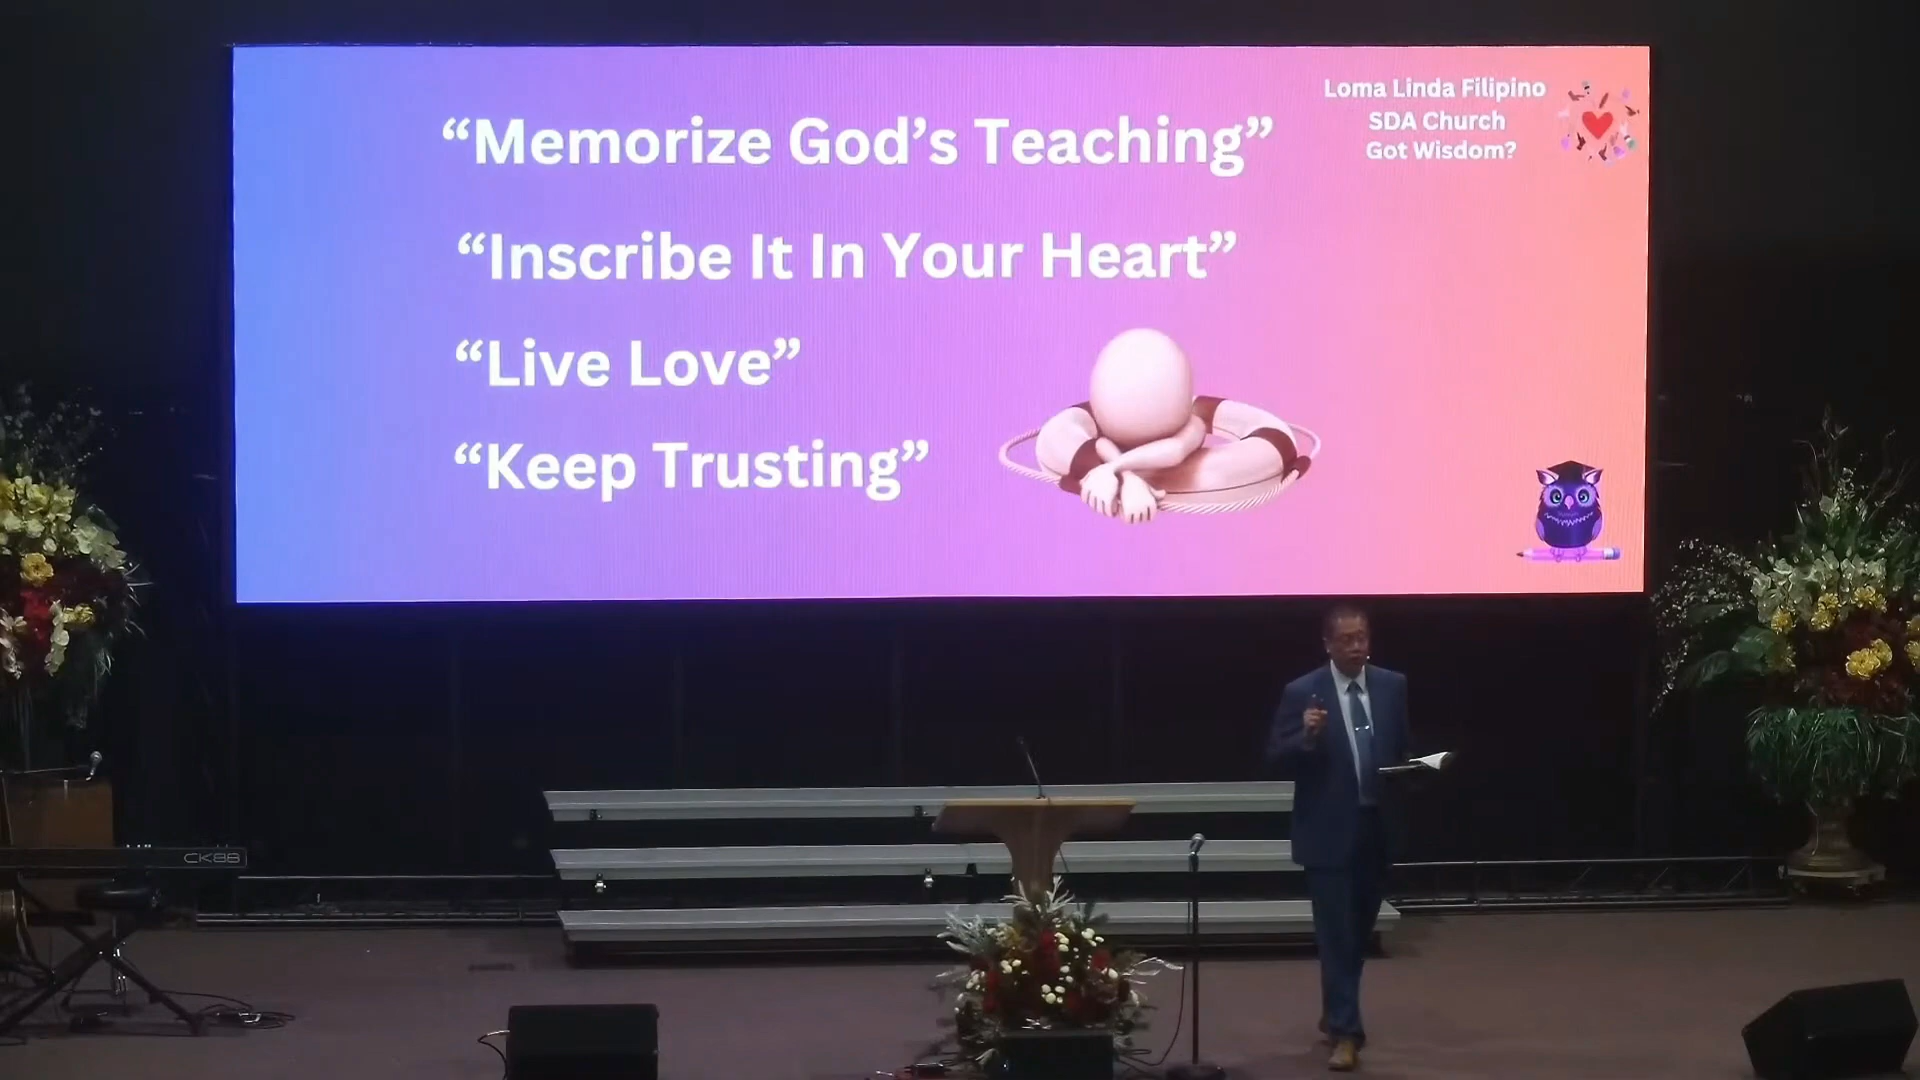 “Memorize God’s Teaching”
“Inscribe It In Your Heart”
“Live Love”
“Keep Trusting”
Loma Linda Filipino
SDA Church
Got Wisdom?
CK88